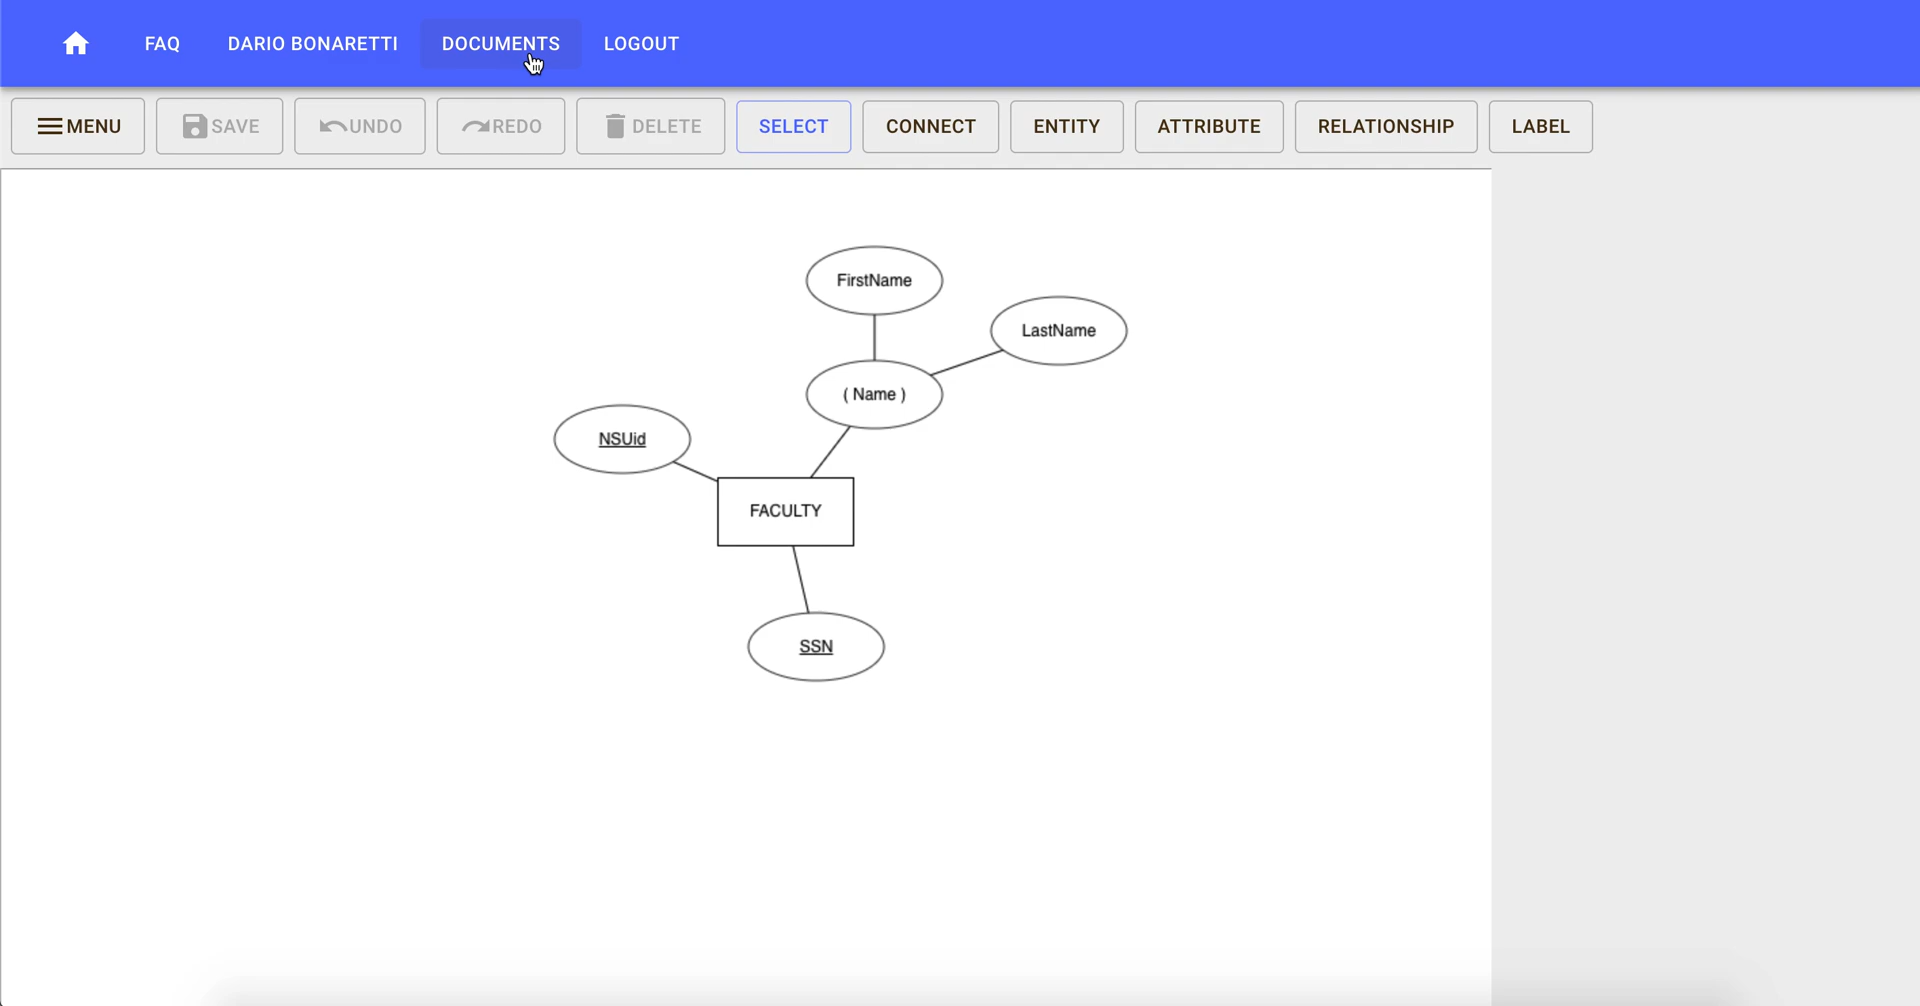 FAQ DARIO BONARETTI DOCUMENTS LOGOUT
MENU SAVE UNDO REDO DELETE SELECT CONNECT ENTITY ATTRIBUTE RELATIONSHIP LABEL
FirstName
LastName
( Name )
NSUid
FACULTY
SSN